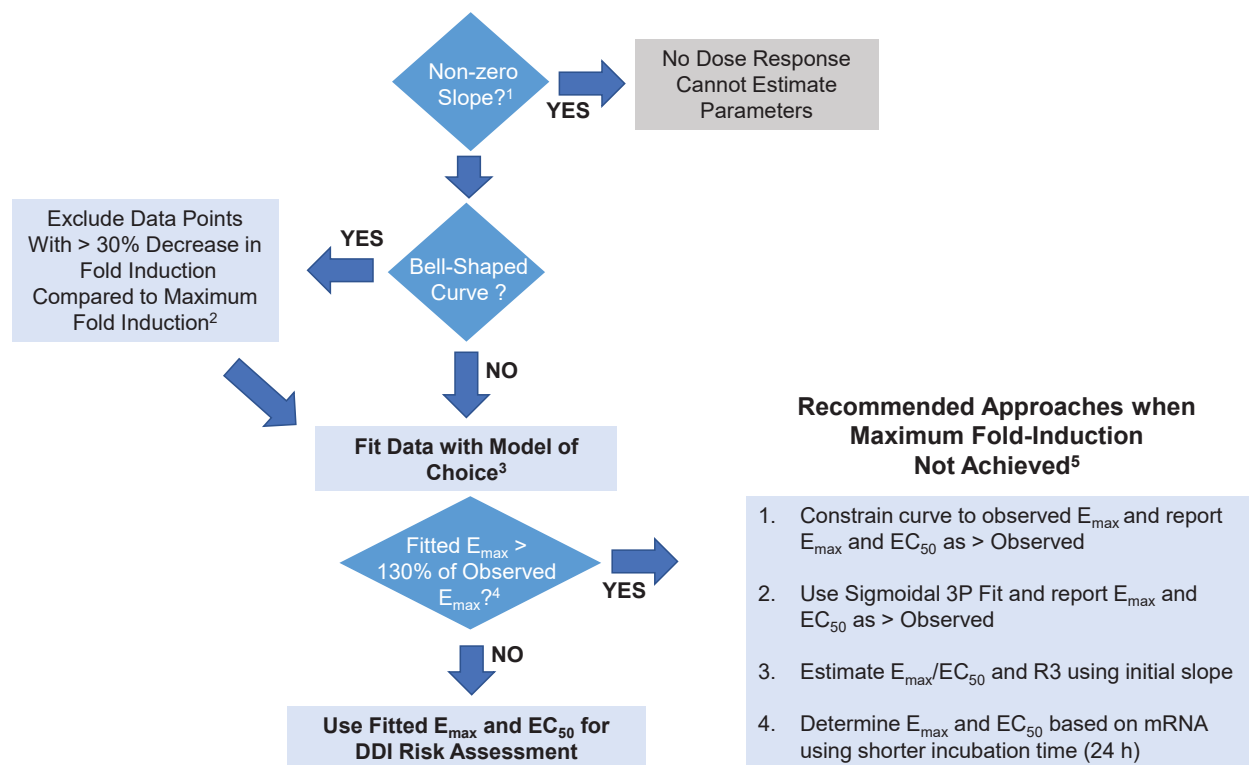 Non-zero
Slope?¹
YES
No Dose Response
Cannot Estimate
Parameters
Exclude Data Points
With > 30% Decrease in
Fold Induction
Compared to Maximum
Fold Induction²
YES
Bell-Shaped
Curve ?
NO
Fit Data with Model of
Choice³
Fitted Eₘₐₓ >
130% of Observed
Eₘₐₓ?⁴
YES
NO
Use Fitted Eₘₐₓ and EC₅₀ for
DDI Risk Assessment
Recommended Approaches when
Maximum Fold-Induction
Not Achieved⁵
1. Constrain curve to observed Eₘₐₓ and report
Eₘₐₓ and EC₅₀ as > Observed
2. Use Sigmoidal 3P Fit and report Eₘₐₓ and
EC₅₀ as > Observed
3. Estimate Eₘₐₓ/EC₅₀ and R3 using initial slope
4. Determine Eₘₐₓ and EC₅₀ based on mRNA
using shorter incubation time (24 h)